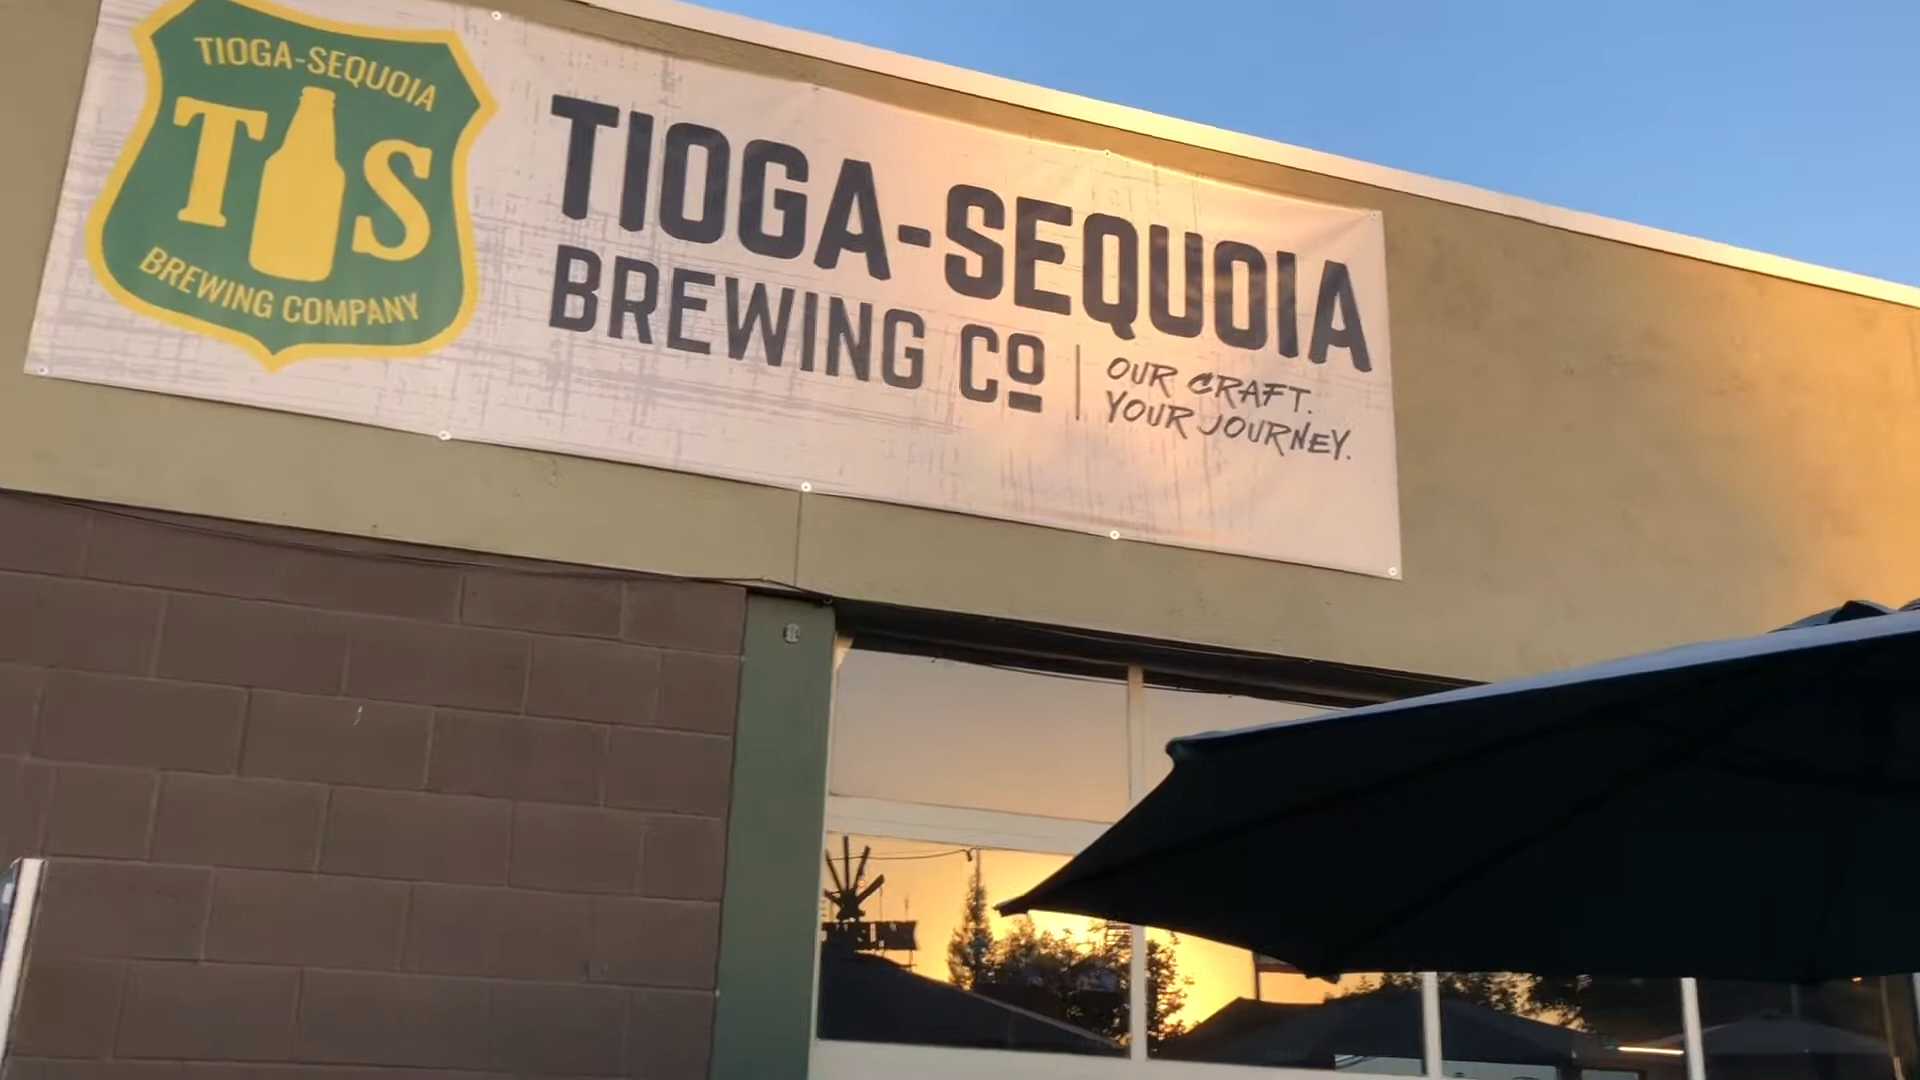 TIOGA-SEQUOIA
T S
BREWING COMPANY
TIOGA-SEQUOIA
BREWING CO
OUR CRAFT.
YOUR JOURNEY.